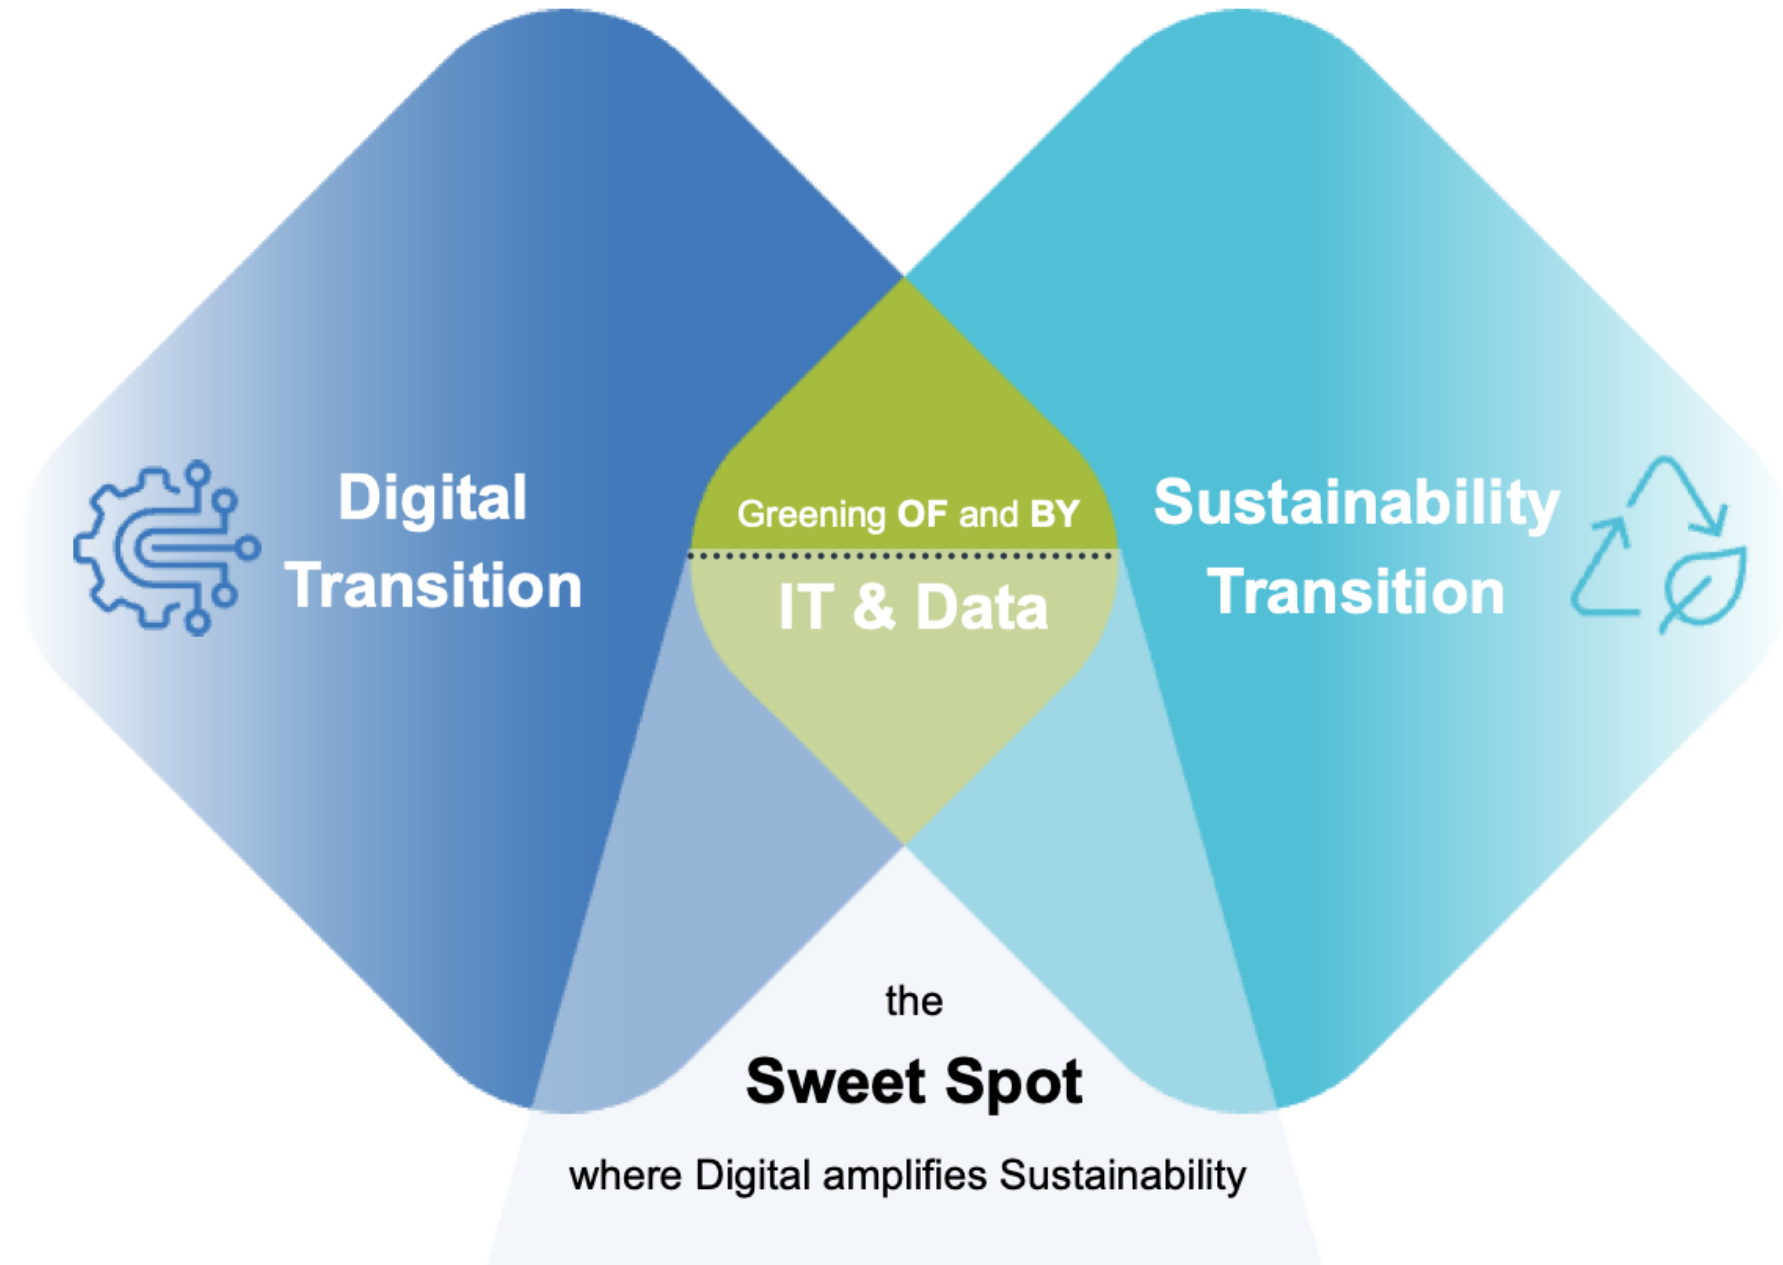 Digital
Transition
Greening OF and BY
IT & Data
Sustainability
Transition
the
Sweet Spot
where Digital amplifies Sustainability